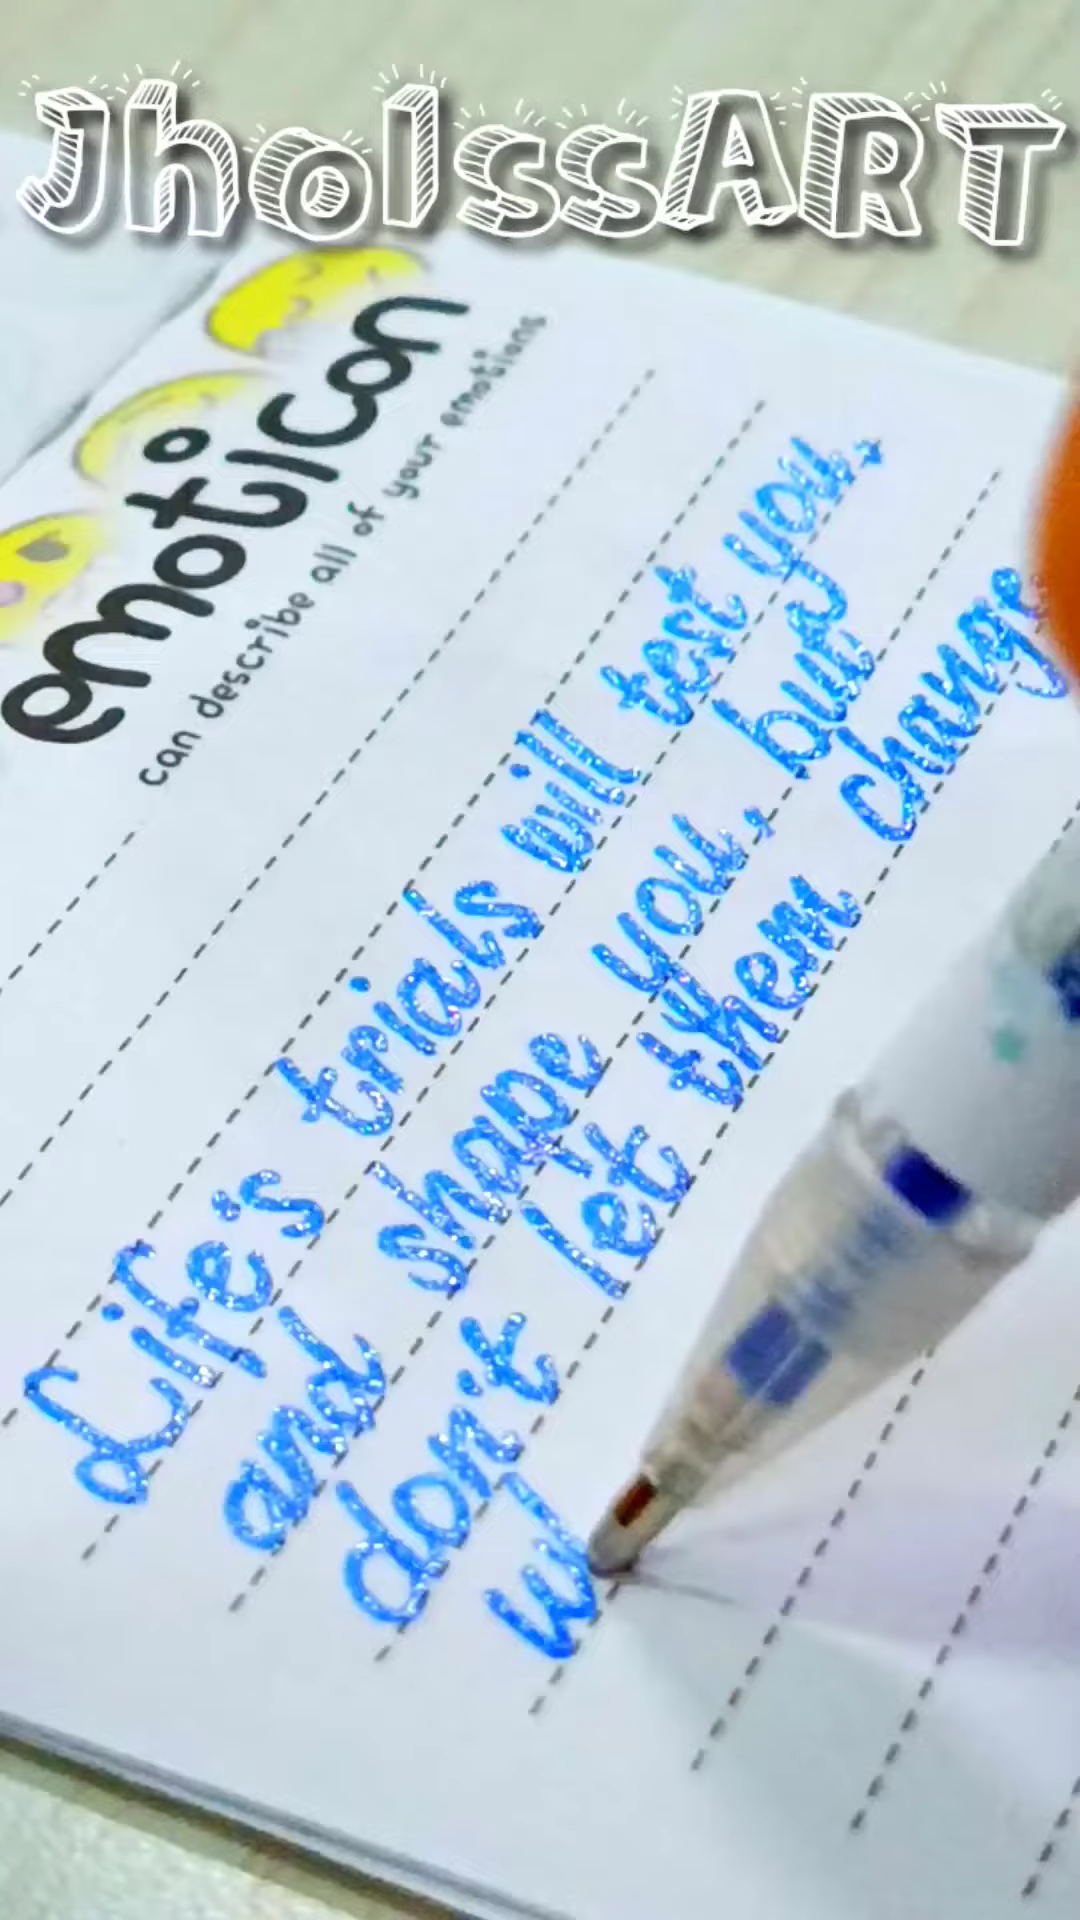 JholssART
emoticon
can describe all of your emotions
Life's trials will test you,
and shape you, but
don't let them change